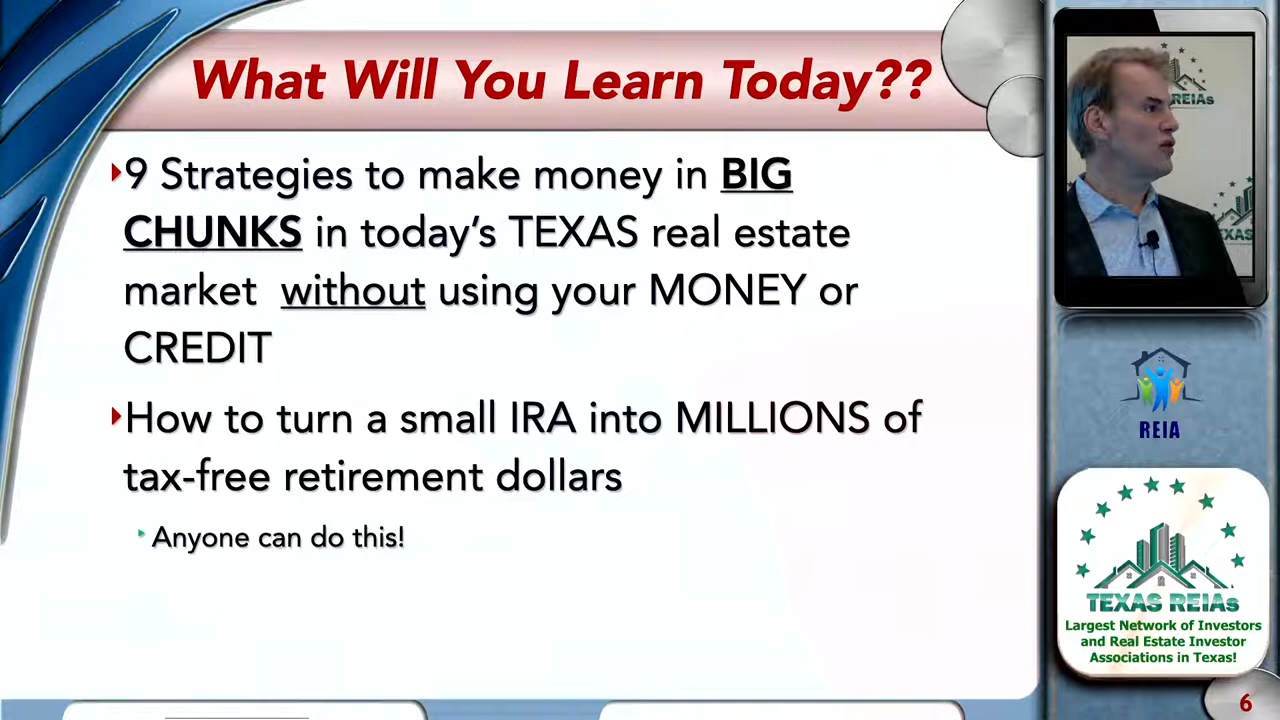 What Will You Learn Today??
9 Strategies to make money in BIG
CHUNKS in today's TEXAS real estate
market without using your MONEY or
CREDIT
How to turn a small IRA into MILLIONS of
tax-free retirement dollars
Anyone can do this!
REIAs
TEXAS
REIA
TEXAS REIAs
Largest Network of Investors
and Real Estate Investor
Associations in Texas!
6